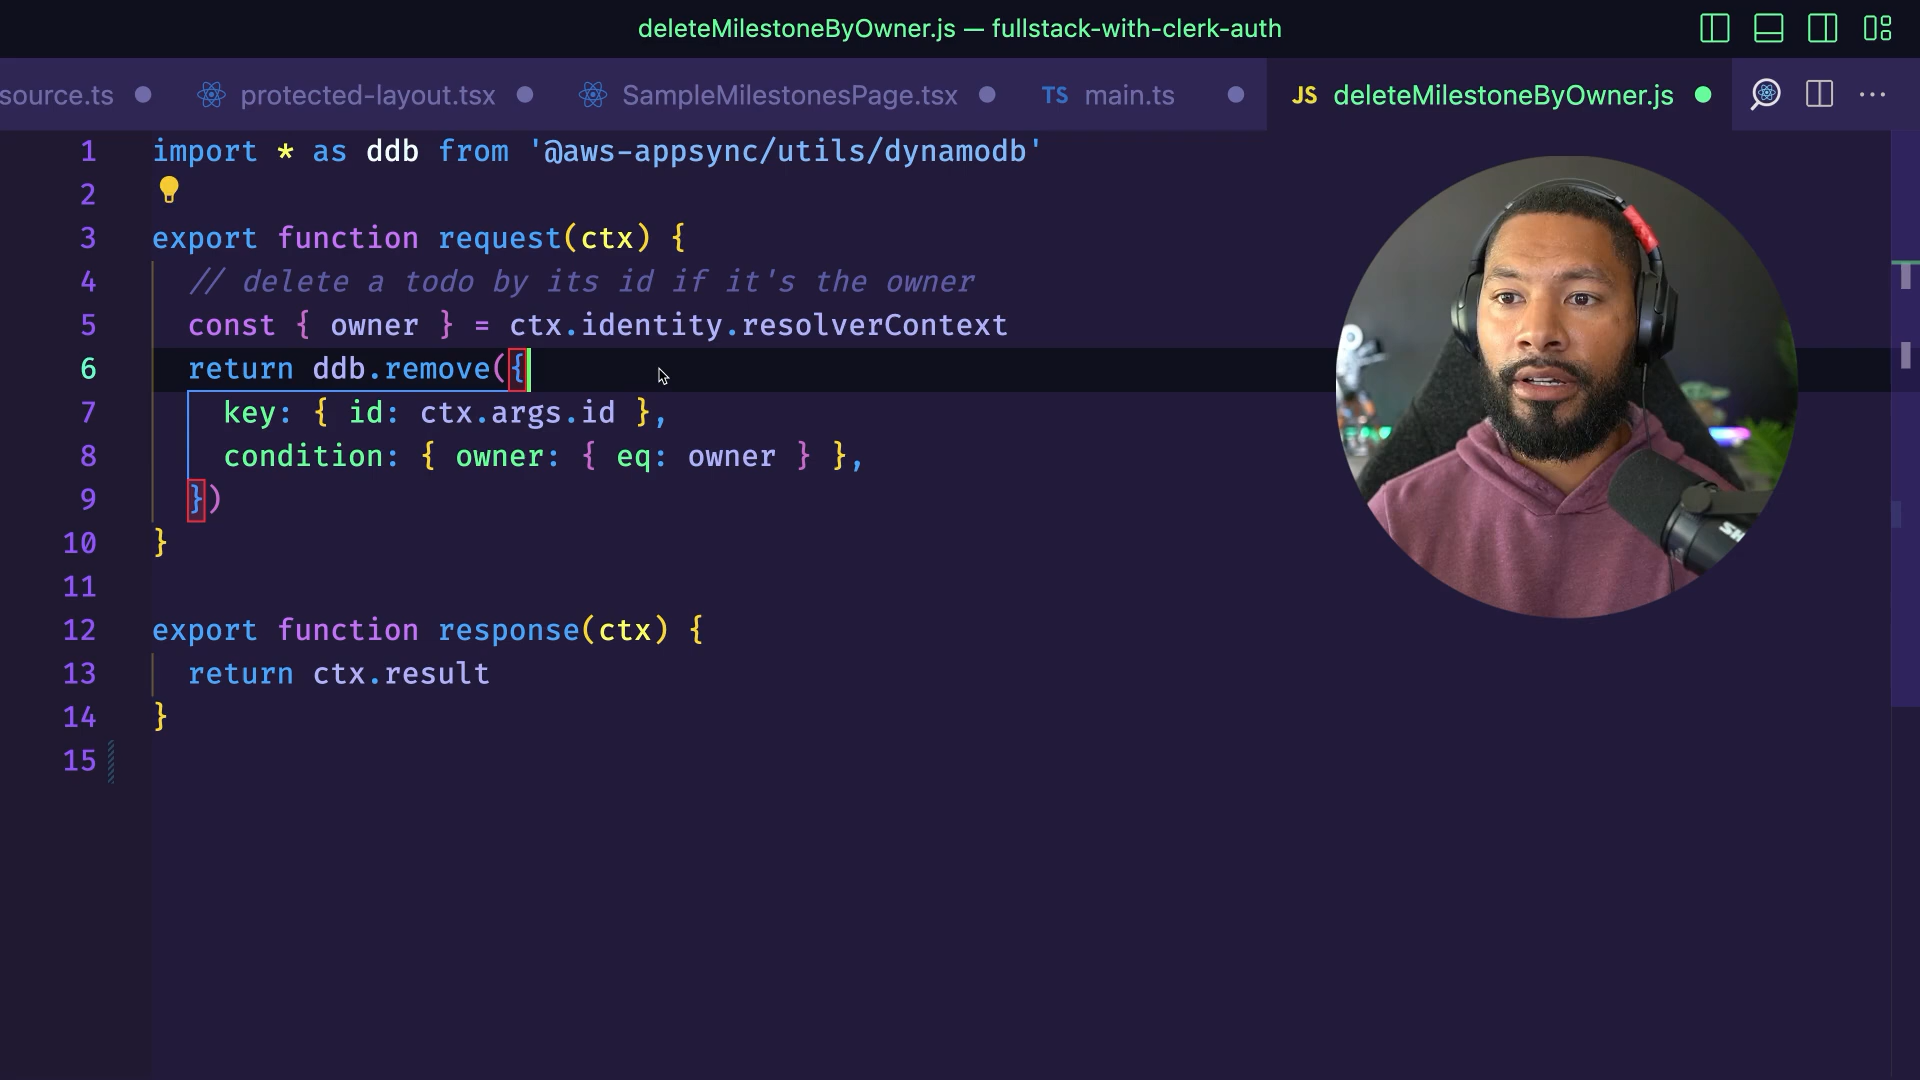 deleteMilestoneByOwner.js — fullstack-with-clerk-auth
source.ts protected-layout.tsx SampleMilestonesPage.tsx TS main.ts JS deleteMilestoneByOwner.js
1 import * as ddb from '@aws-appsync/utils/dynamodb'
2
3 export function request(ctx) {
4 // delete a todo by its id if it's the owner
5 const { owner } = ctx.identity.resolverContext
6 return ddb.remove({
7 key: { id: ctx.args.id },
8 condition: { owner: { eq: owner } },
9 })
10 }
11
12 export function response(ctx) {
13 return ctx.result
14 }
15